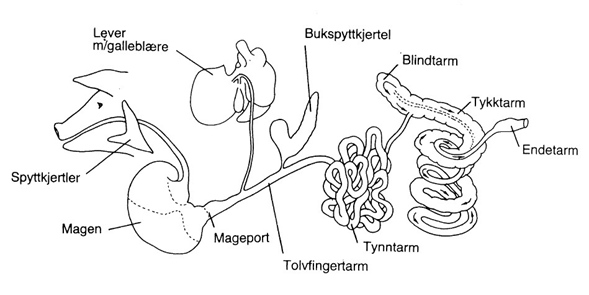 Lever
m/galleblære
Bukspyttkjertel
Blindtarm
Tykktarm
Endetarm
Spyttkjertler
Magen
Mageport
Tynntarm
Tolvfingertarm